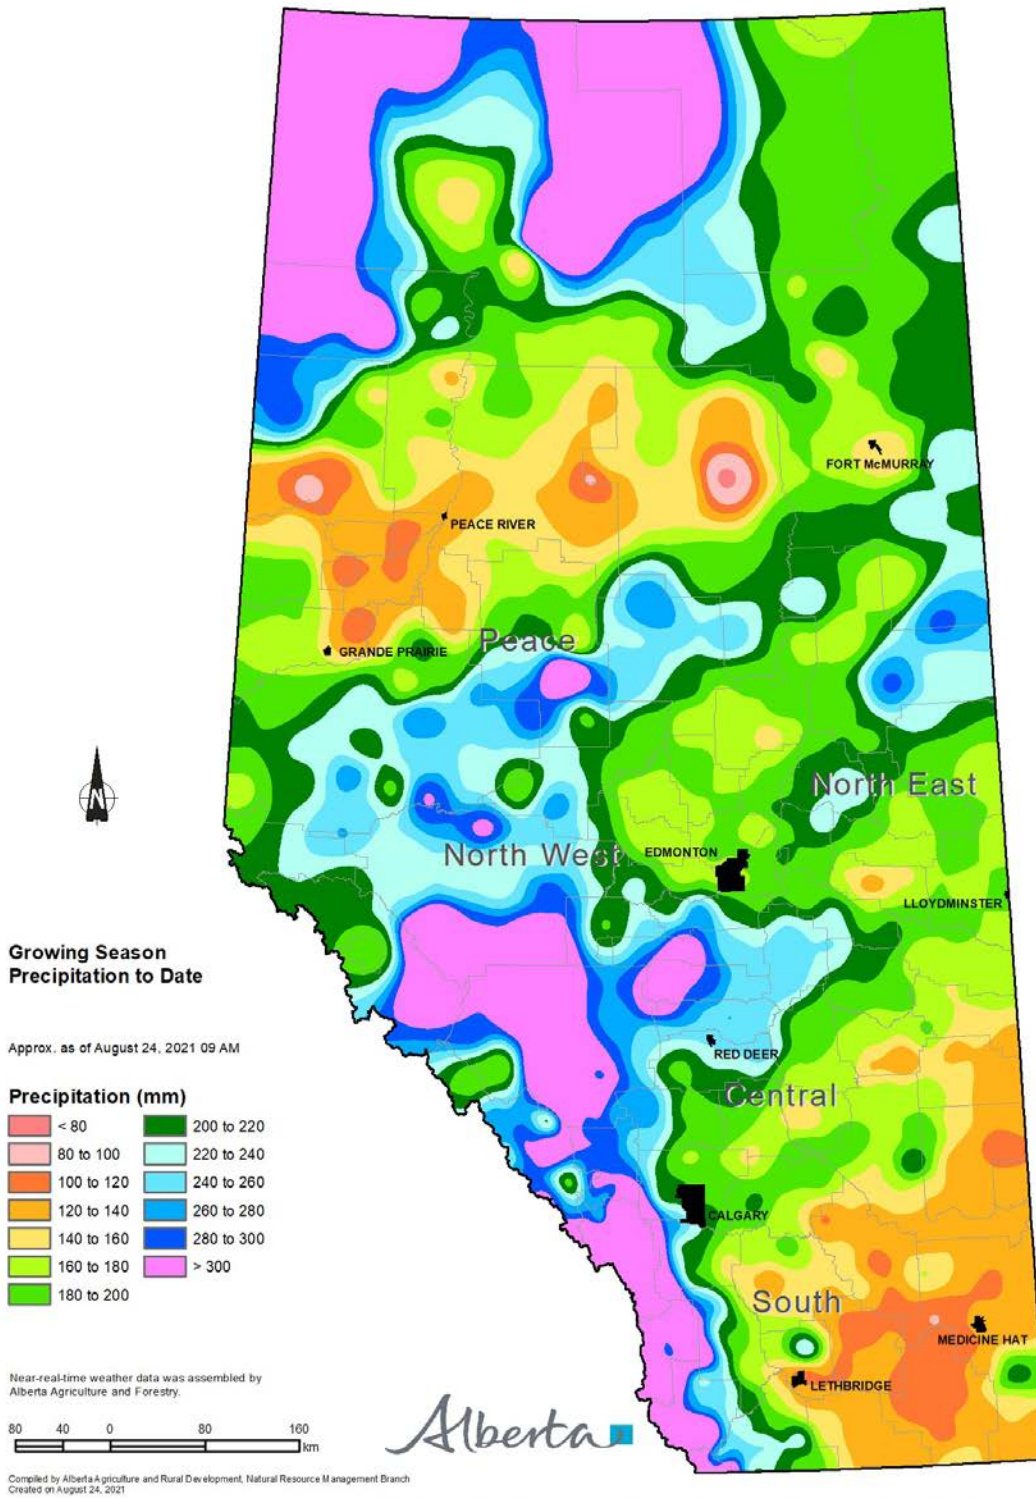 FORT McMURRAY
PEACE RIVER
Peace
GRANDE PRAIRIE
N
North East
North West
EDMONTON
LLOYDMINSTER
Growing Season
Precipitation to Date
Approx. as of August 24, 2021 09 AM
RED DEER
Central
Precipitation (mm)
< 80
80 to 100
100 to 120
120 to 140
140 to 160
160 to 180
180 to 200
200 to 220
220 to 240
240 to 260
260 to 280
280 to 300
> 300
CALGARY
South
MEDICINE HAT
LETHBRIDGE
Near-real-time weather data was assembled by
Alberta Agriculture and Forestry.
80 40 0 80 160
km
Alberta
Compiled by Alberta Agriculture and Rural Development, Natural Resource Management Branch
Created on August 24, 2021